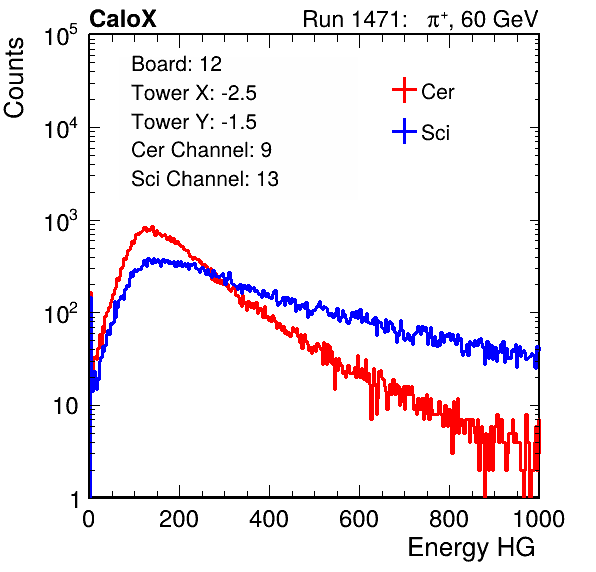 CaloX Run 1471: π⁺, 60 GeV
Counts
10⁵
10⁴
10³
10²
10
1
Board: 12
Tower X: -2.5
Tower Y: -1.5
Cer Channel: 9
Sci Channel: 13
Cer
Sci
0 200 400 600 800 1000
Energy HG